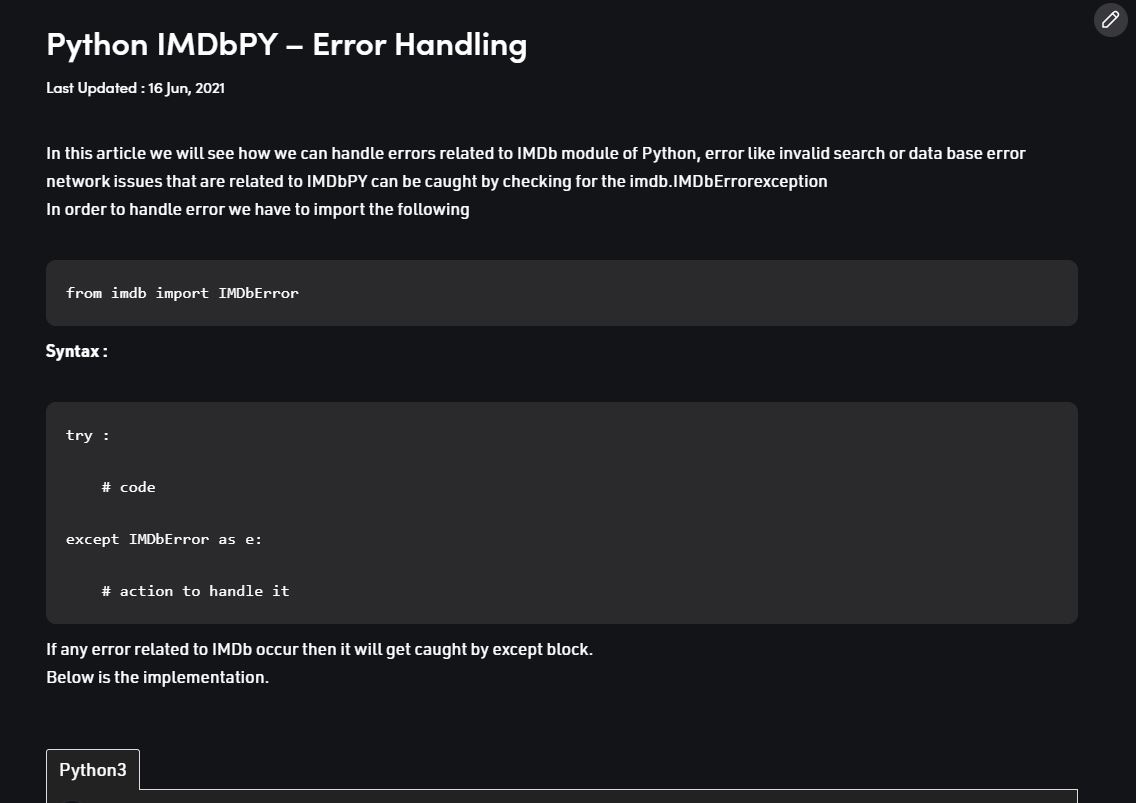 Python IMDbPY – Error Handling
Last Updated : 16 Jun, 2021
In this article we will see how we can handle errors related to IMDb module of Python, error like invalid search or data base error
network issues that are related to IMDbPY can be caught by checking for the imdb.IMDbErrorexception
In order to handle error we have to import the following
from imdb import IMDbError
Syntax :
try :
    # code
except IMDbError as e:
    # action to handle it
If any error related to IMDb occur then it will get caught by except block.
Below is the implementation.
Python3